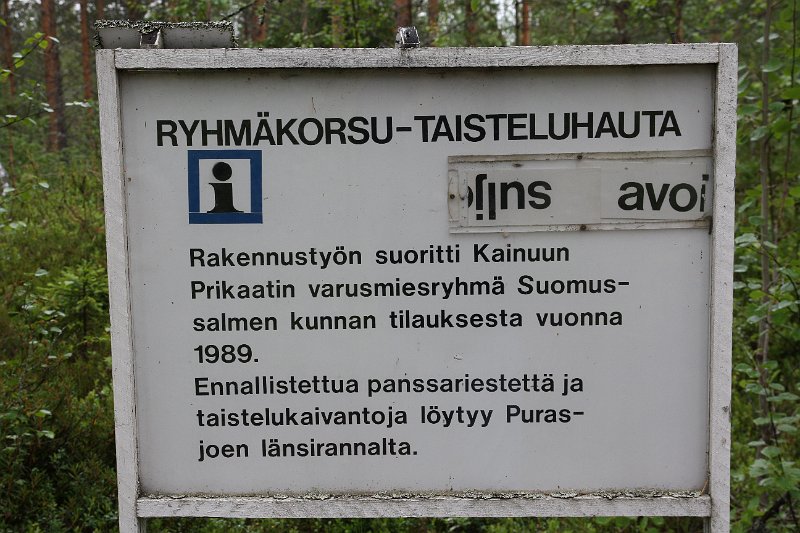 RYHMÄKORSU-TAISTELUHAUTA
avoi
Rakennustyön suoritti Kainuun
Prikaatin varusmiesryhmä Suomus-
salmen kunnan tilauksesta vuonna
1989.
Ennallistettua panssariestettä ja
taistelukaivantoja löytyy Puras-
joen länsirannalta.